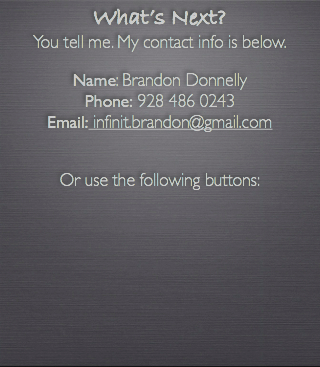 What's Next?
You tell me. My contact info is below.
Name: Brandon Donnelly
Phone: 928 486 0243
Email: infinit.brandon@gmail.com
Or use the following buttons: